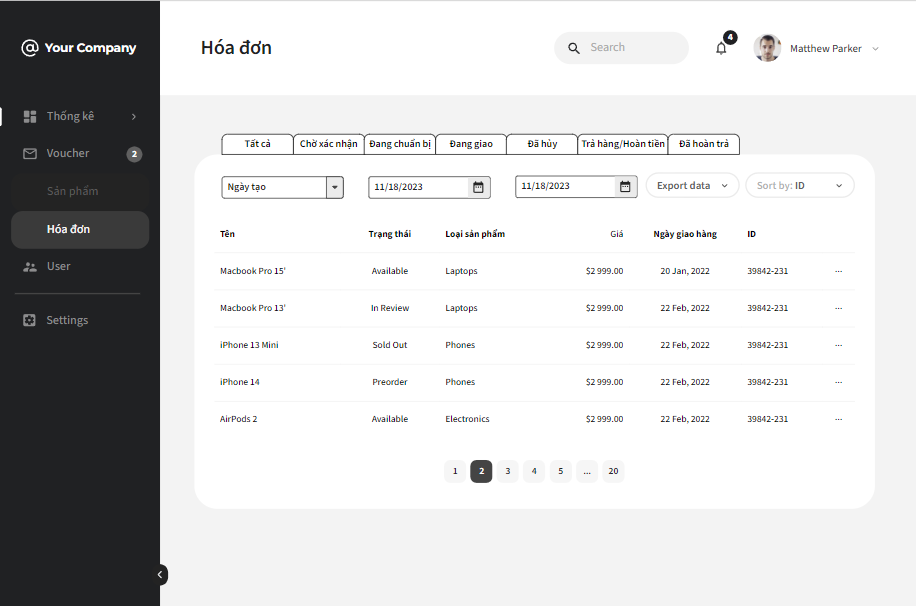 @ Your Company
Hóa đơn
Search
4
Matthew Parker
Thống kê
Voucher
2
Sản phẩm
Hóa đơn
User
Settings
Tất cả
Chờ xác nhận
Đang chuẩn bị
Đang giao
Đã hủy
Trả hàng/Hoàn tiền
Đã hoàn trả
Ngày tạo
11/18/2023
11/18/2023
Export data
Sort by: ID
Tên Trạng thái Loại sản phẩm Giá Ngày giao hàng ID
Macbook Pro 15' Available Laptops $2 999.00 20 Jan, 2022 39842-231 ...
Macbook Pro 13' In Review Laptops $2 999.00 22 Feb, 2022 39842-231 ...
iPhone 13 Mini Sold Out Phones $2 999.00 22 Feb, 2022 39842-231 ...
iPhone 14 Preorder Phones $2 999.00 22 Feb, 2022 39842-231 ...
AirPods 2 Available Electronics $2 999.00 22 Feb, 2022 39842-231 ...
1 2 3 4 5 ... 20